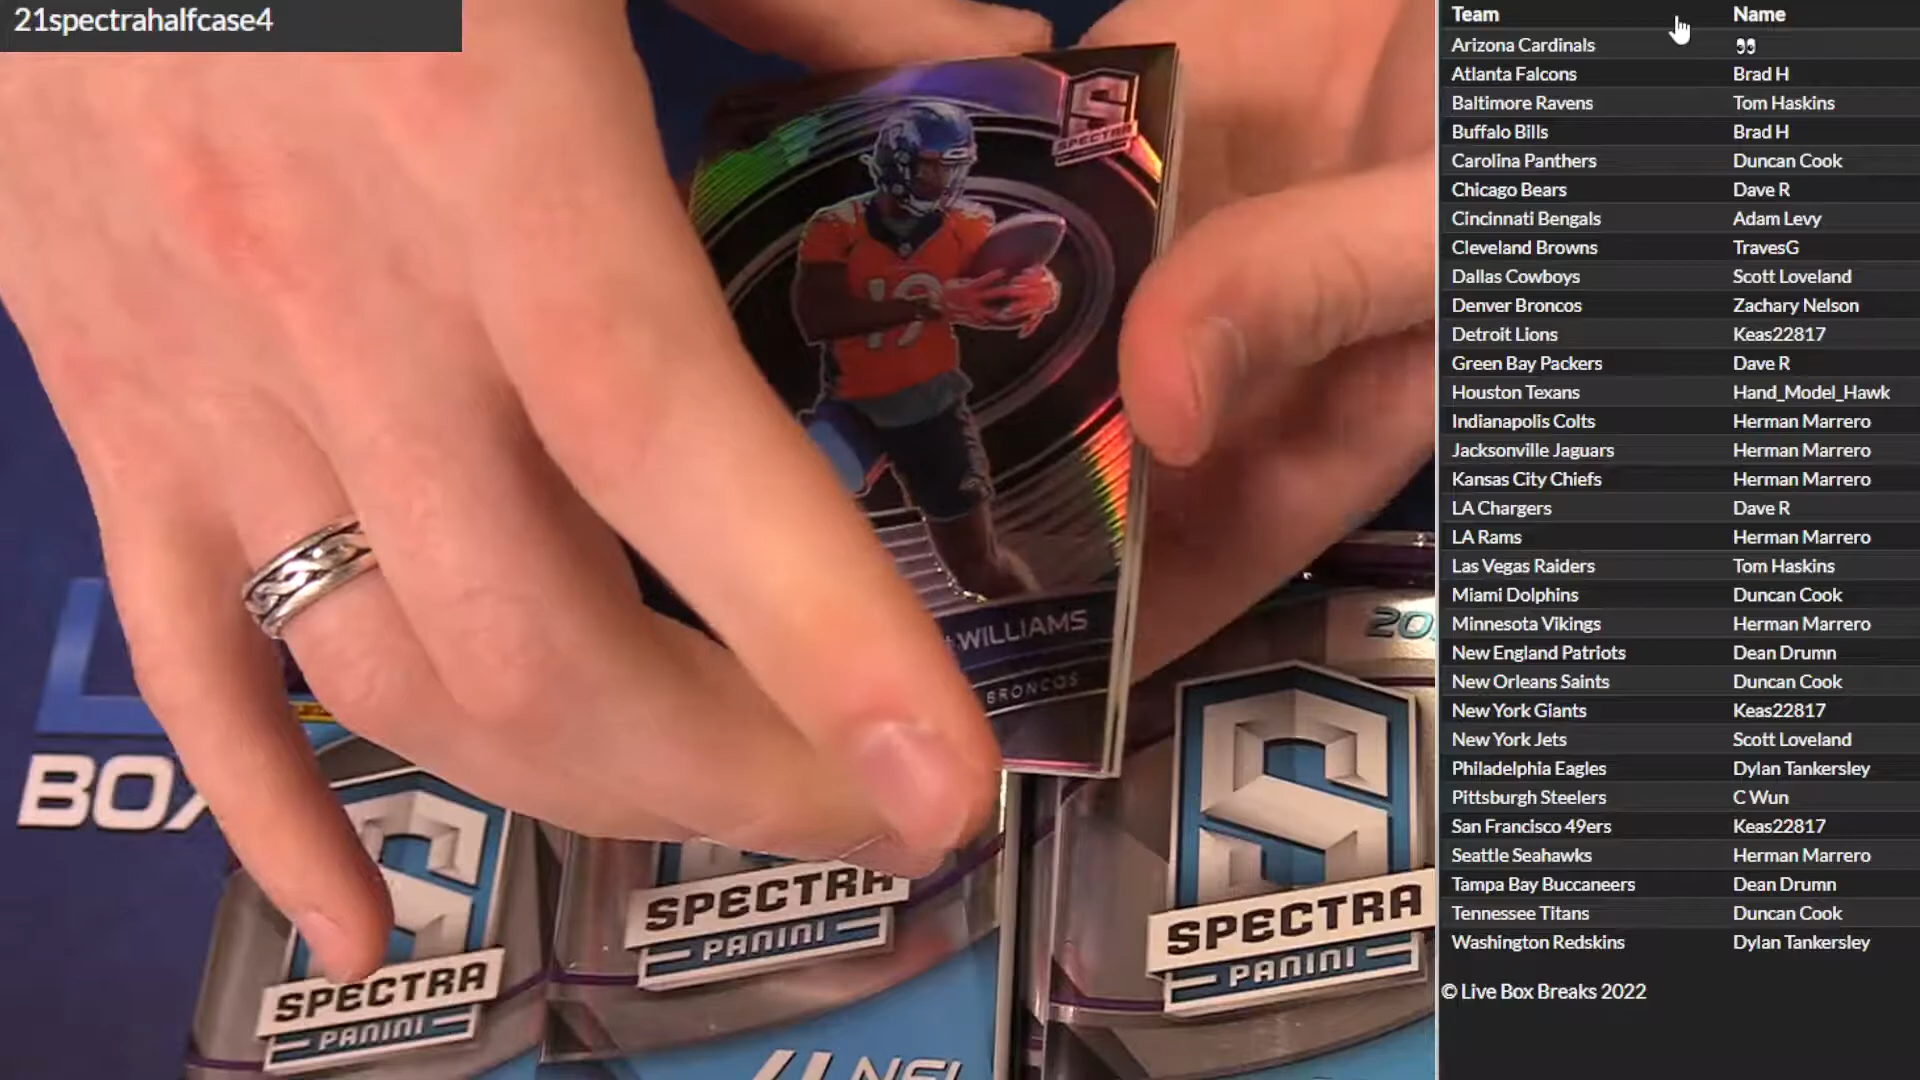 21spectrahalfcase4
Team Name
Arizona Cardinals 👀
Atlanta Falcons Brad H
Baltimore Ravens Tom Haskins
Buffalo Bills Brad H
Carolina Panthers Duncan Cook
Chicago Bears Dave R
Cincinnati Bengals Adam Levy
Cleveland Browns TravesG
Dallas Cowboys Scott Loveland
Denver Broncos Zachary Nelson
Detroit Lions Keas22817
Green Bay Packers Dave R
Houston Texans Hand_Model_Hawk
Indianapolis Colts Herman Marrero
Jacksonville Jaguars Herman Marrero
Kansas City Chiefs Herman Marrero
LA Chargers Dave R
LA Rams Herman Marrero
Las Vegas Raiders Tom Haskins
Miami Dolphins Duncan Cook
Minnesota Vikings Herman Marrero
New England Patriots Dean Drumn
New Orleans Saints Duncan Cook
New York Giants Keas22817
New York Jets Scott Loveland
Philadelphia Eagles Dylan Tankersley
Pittsburgh Steelers C Wun
San Francisco 49ers Keas22817
Seattle Seahawks Herman Marrero
Tampa Bay Buccaneers Dean Drumn
Tennessee Titans Duncan Cook
Washington Redskins Dylan Tankersley
© Live Box Breaks 2022
SPECTRA
19
WILLIAMS
BRONCOS
20
BOX
SPECTRA
PANINI
SPECTRA
PANINI
SPECTRA
PANINI
NFL